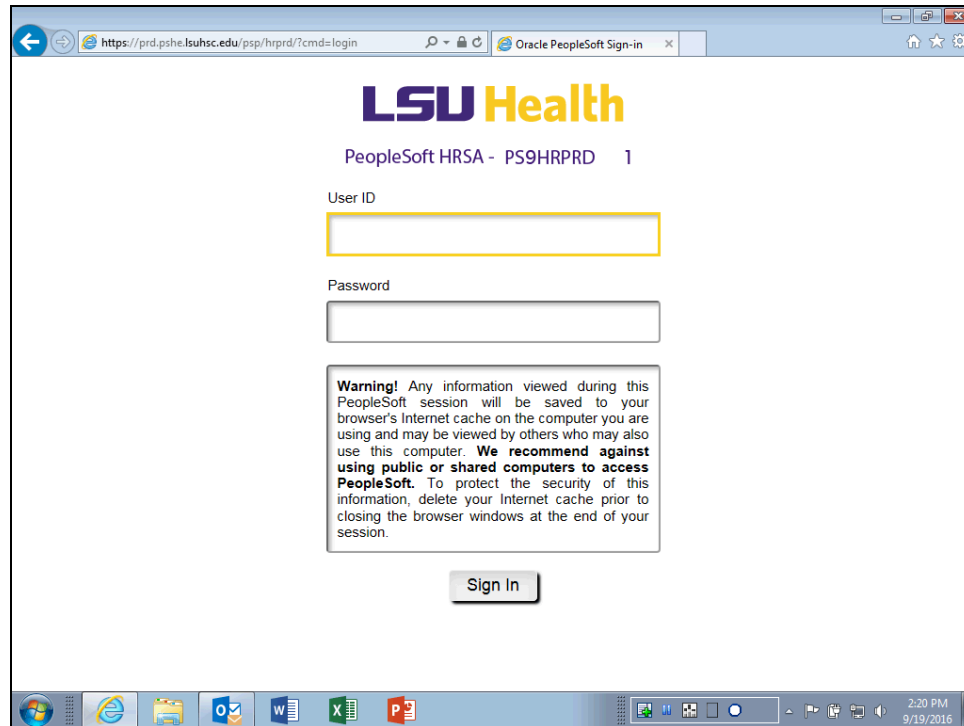 https://prd.pshe.lsuhsc.edu/psp/hrprd/?cmd=login
Oracle PeopleSoft Sign-in
LSU Health
PeopleSoft HRSA - PS9HRPRD 1
User ID
Password
Warning! Any information viewed during this
PeopleSoft session will be saved to your
browser's Internet cache on the computer you are
using and may be viewed by others who may also
use this computer. We recommend against
using public or shared computers to access
PeopleSoft. To protect the security of this
information, delete your Internet cache prior to
closing the browser windows at the end of your
session.
Sign In
2:20 PM
9/19/2016